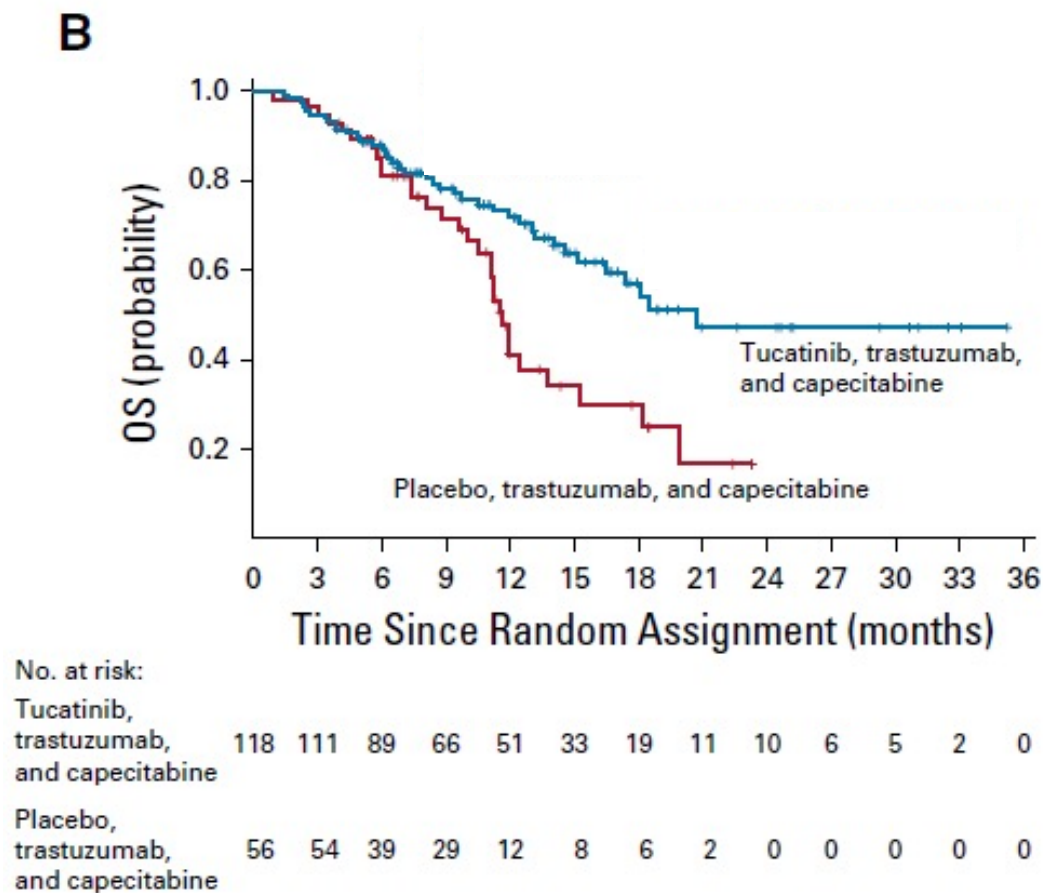 B
OS (probability)
1.0
0.8
0.6
0.4
0.2
Tucatinib, trastuzumab,
and capecitabine
Placebo, trastuzumab, and capecitabine
0 3 6 9 12 15 18 21 24 27 30 33 36
Time Since Random Assignment (months)
No. at risk:
Tucatinib,
trastuzumab,
and capecitabine
118 111 89 66 51 33 19 11 10 6 5 2 0
Placebo,
trastuzumab,
and capecitabine
56 54 39 29 12 8 6 2 0 0 0 0 0